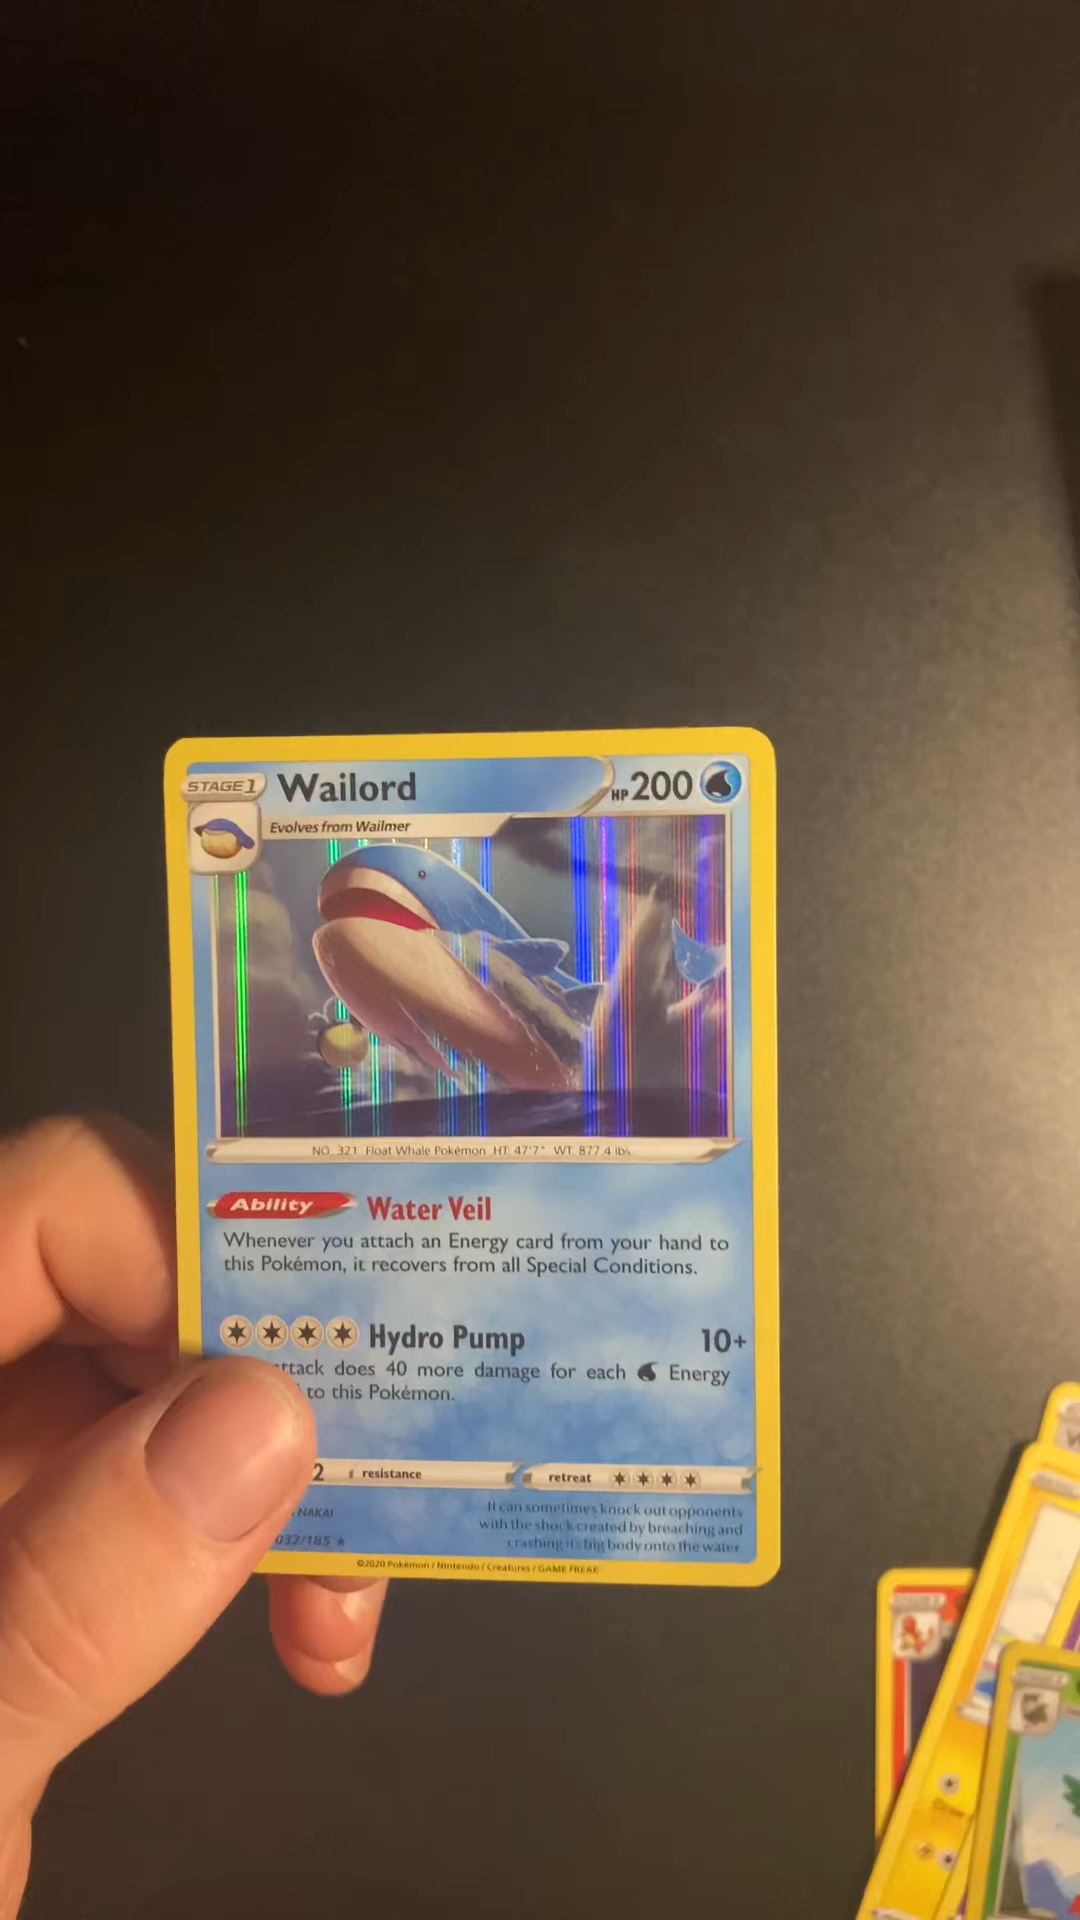 STAGE 1 Wailord HP 200
Evolves from Wailmer
NO. 321 Float Whale Pokémon HT: 47'7" WT: 877.4 lbs.
Ability Water Veil
Whenever you attach an Energy card from your hand to
this Pokémon, it recovers from all Special Conditions.
Hydro Pump 10+
attack does 40 more damage for each Energy
to this Pokémon.
2 resistance retreat
NAKAI
032/185
It can sometimes knock out opponents
with the shock created by breaching and
crashing its big body onto the water.
©2020 Pokémon / Nintendo / Creatures / GAME FREAK